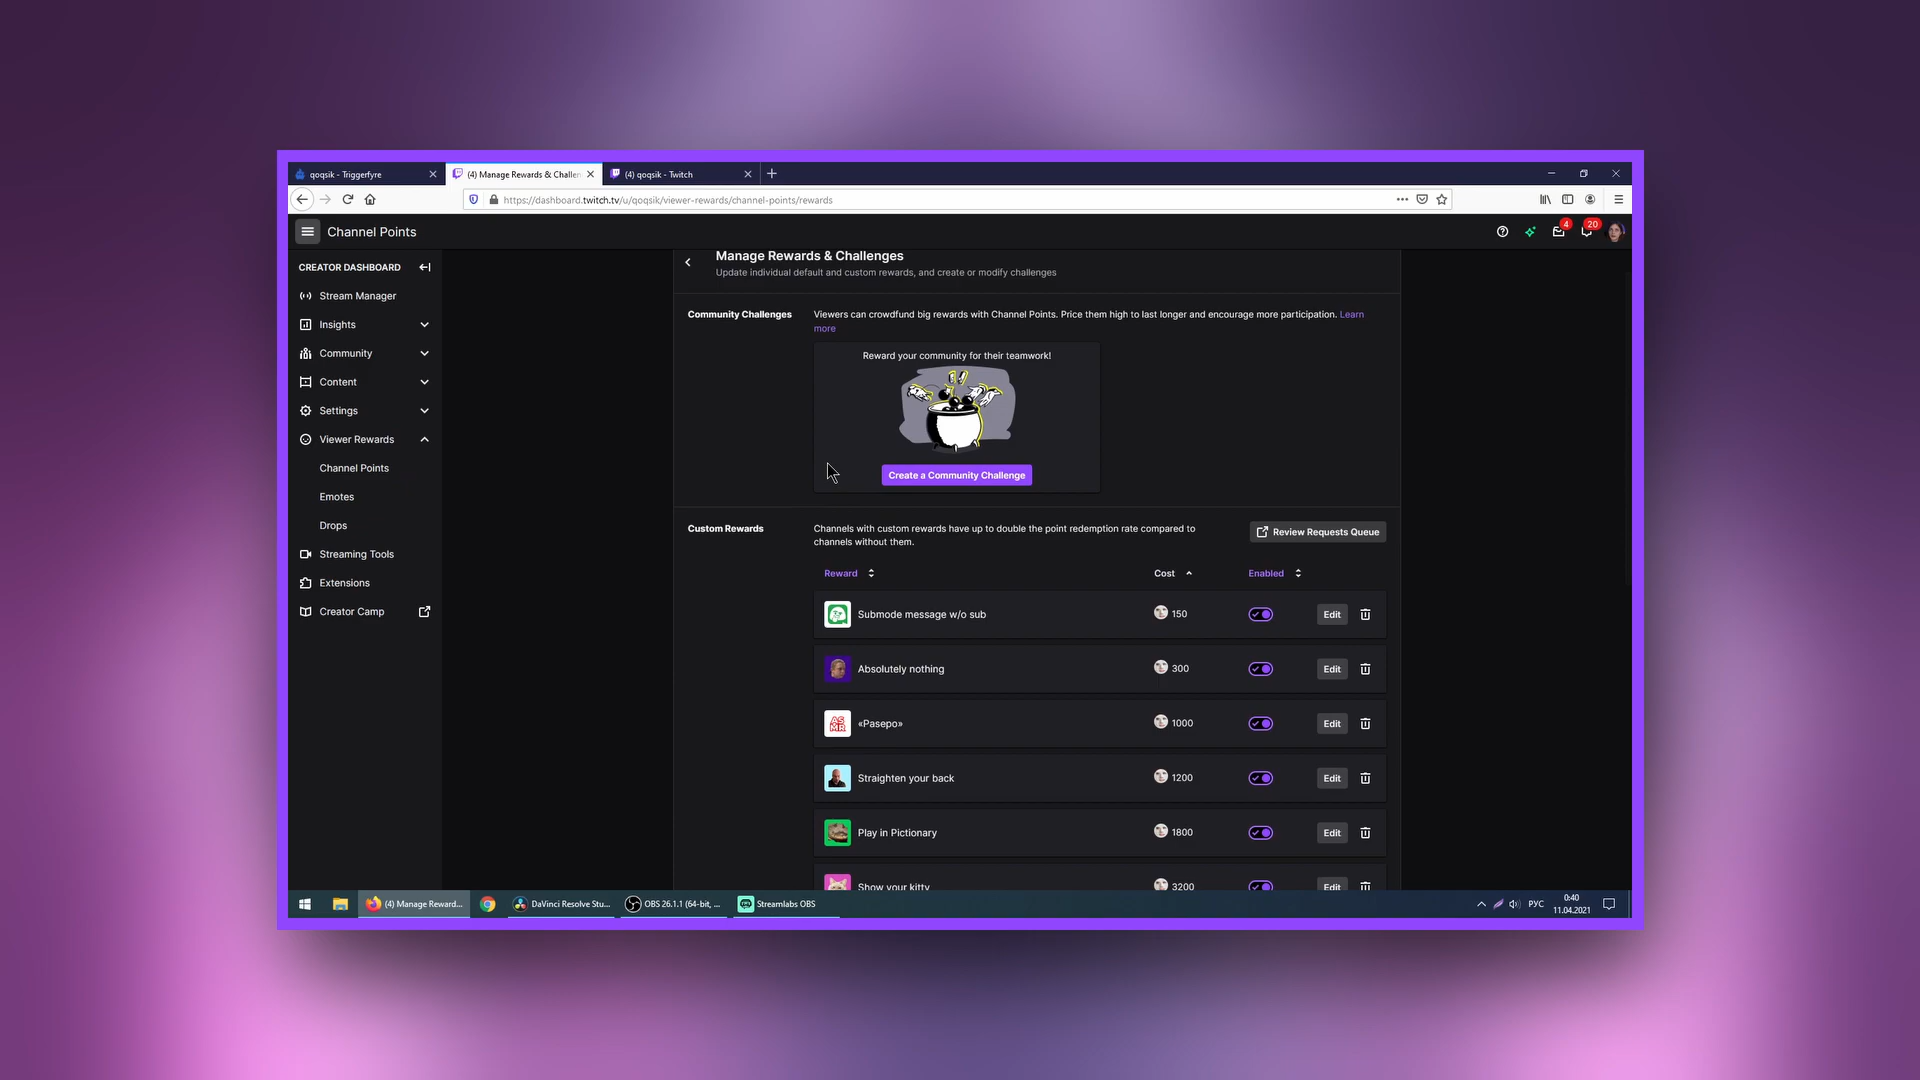 qoqsik - Triggerfyre
(4) Manage Rewards & Challen
(4) qoqsik - Twitch
https://dashboard.twitch.tv/u/qoqsik/viewer-rewards/channel-points/rewards
Channel Points
4
20
CREATOR DASHBOARD
Stream Manager
Insights
Community
Content
Settings
Viewer Rewards
Channel Points
Emotes
Drops
Streaming Tools
Extensions
Creator Camp
Manage Rewards & Challenges
Update individual default and custom rewards, and create or modify challenges
Community Challenges
Viewers can crowdfund big rewards with Channel Points. Price them high to last longer and encourage more participation. Learn
more
Reward your community for their teamwork!
Create a Community Challenge
Custom Rewards
Channels with custom rewards have up to double the point redemption rate compared to
channels without them.
Review Requests Queue
Reward
Cost
Enabled
Submode message w/o sub
150
Edit
Absolutely nothing
300
Edit
ASMR
«Pasepo»
1000
Edit
Straighten your back
1200
Edit
Play in Pictionary
1800
Edit
Show your kitty
3200
Edit
(4) Manage Reward...
DaVinci Resolve Stu...
OBS 26.1.1 (64-bit, ...
Streamlabs OBS
РУС
0:40
11.04.2021